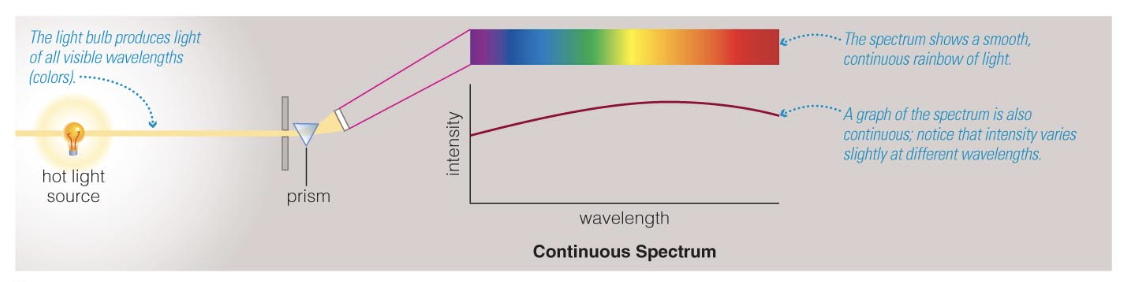 The light bulb produces light
of all visible wavelengths
(colors).
hot light
source
prism
The spectrum shows a smooth,
continuous rainbow of light.
intensity
A graph of the spectrum is also
continuous; notice that intensity varies
slightly at different wavelengths.
wavelength
Continuous Spectrum